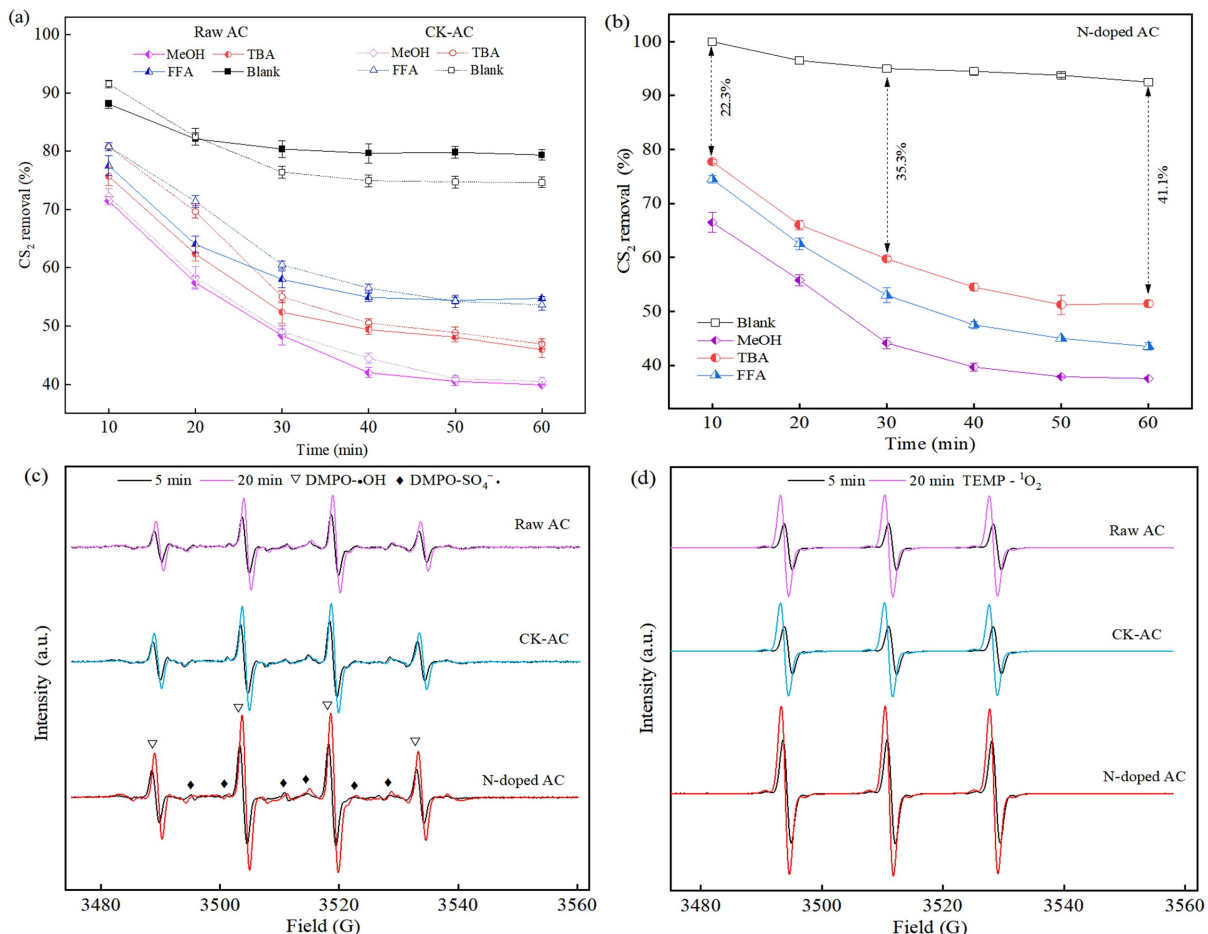 (a)
Raw AC
CK-AC
MeOH
TBA
FFA
Blank
MeOH
TBA
FFA
Blank
CS₂ removal (%)
100
90
80
70
60
50
40
10
20
30
40
50
60
Time (min)
(b)
N-doped AC
22.3%
35.3%
41.1%
Blank
MeOH
TBA
FFA
CS₂ removal (%)
100
90
80
70
60
50
40
10
20
30
40
50
60
Time (min)
(c)
5 min
20 min
▽ DMPO-•OH
♦ DMPO-SO₄⁻•
Raw AC
CK-AC
N-doped AC
Intensity (a.u.)
3480
3500
3520
3540
3560
Field (G)
(d)
5 min
20 min
TEMP - ¹O₂
Raw AC
CK-AC
N-doped AC
Intensity (a.u.)
3480
3500
3520
3540
3560
Field (G)